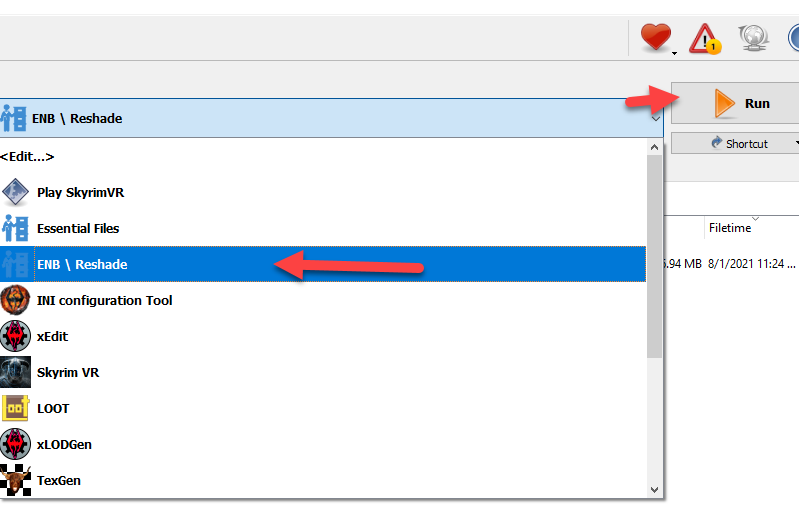 1
Run
ENB \ Reshade
Shortcut
<Edit...>
Play SkyrimVR
Essential Files
Filetime
ENB \ Reshade
.94 MB 8/1/2021 11:24 ...
INI configuration Tool
xEdit
Skyrim VR
LOOT
xLODGen
TexGen